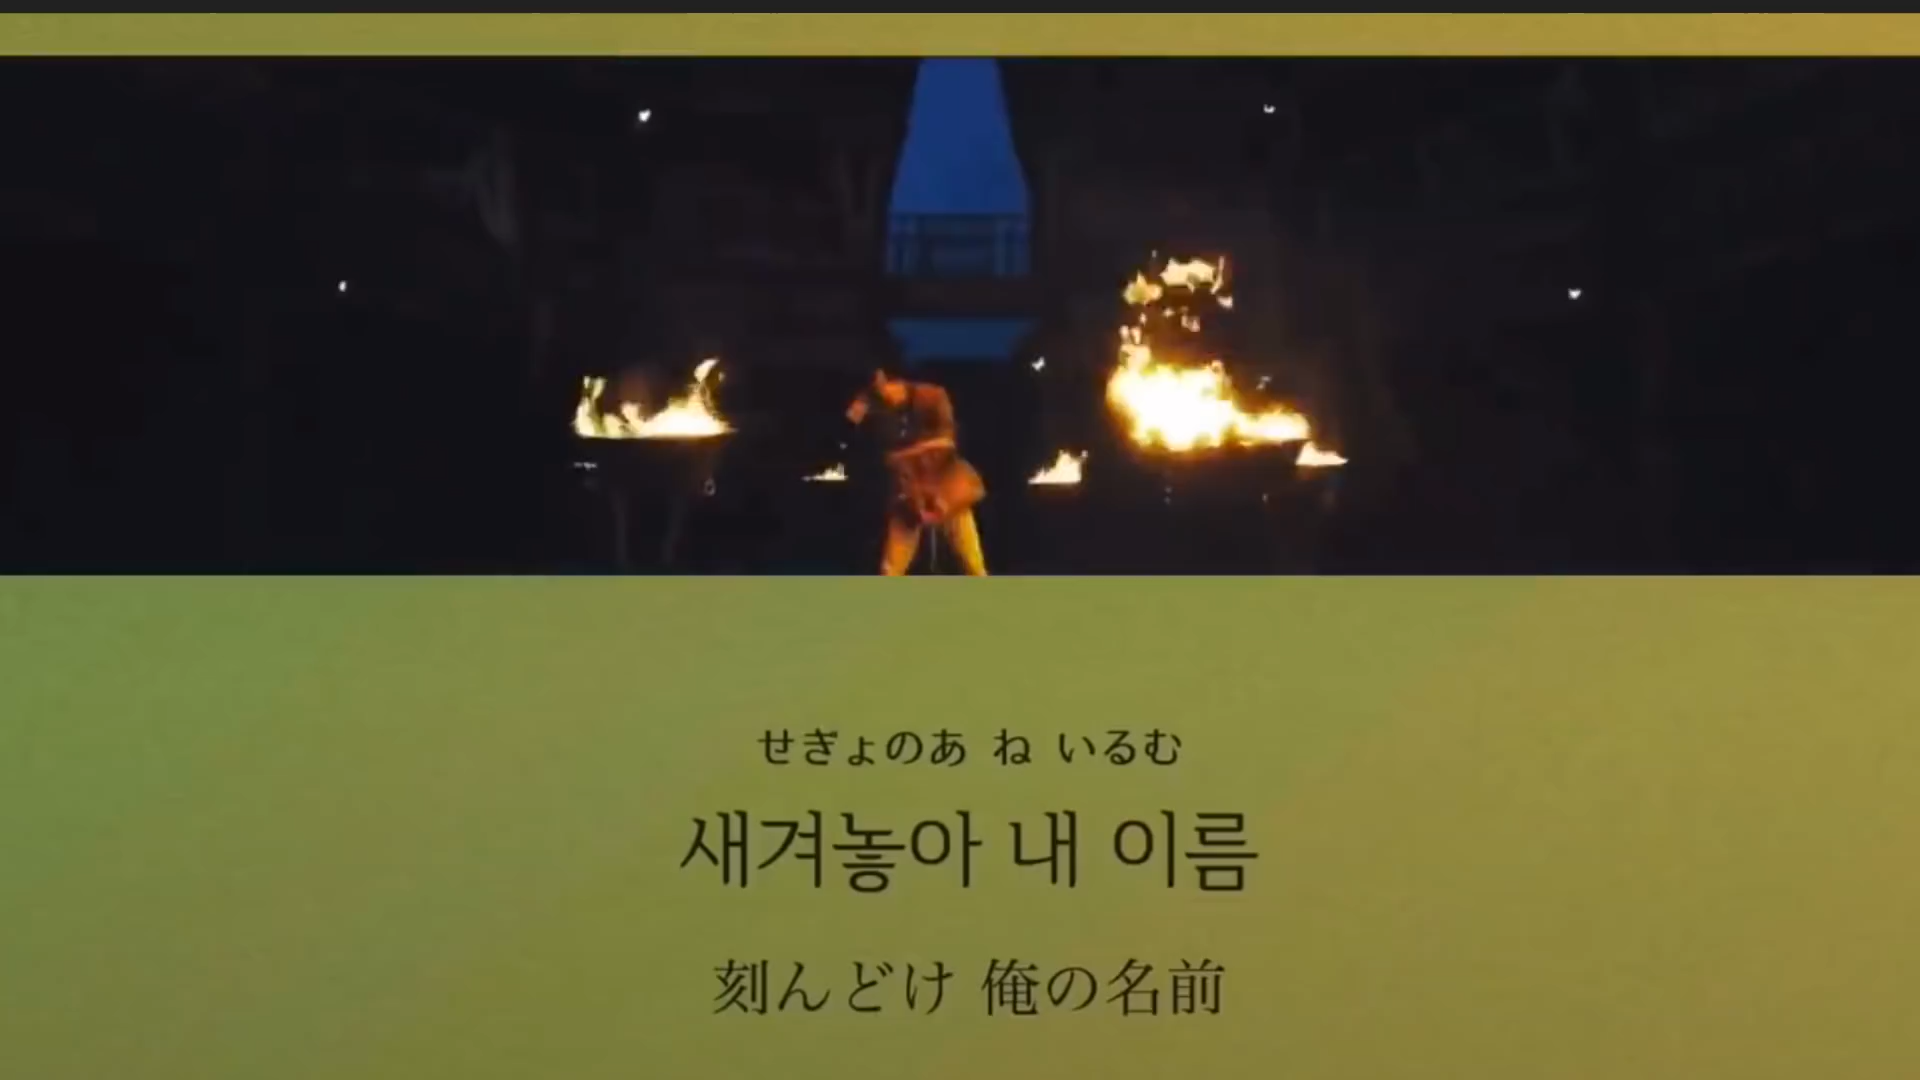 せぎょのあ ね いるむ
새겨놓아 내 이름
刻んどけ 俺の名前